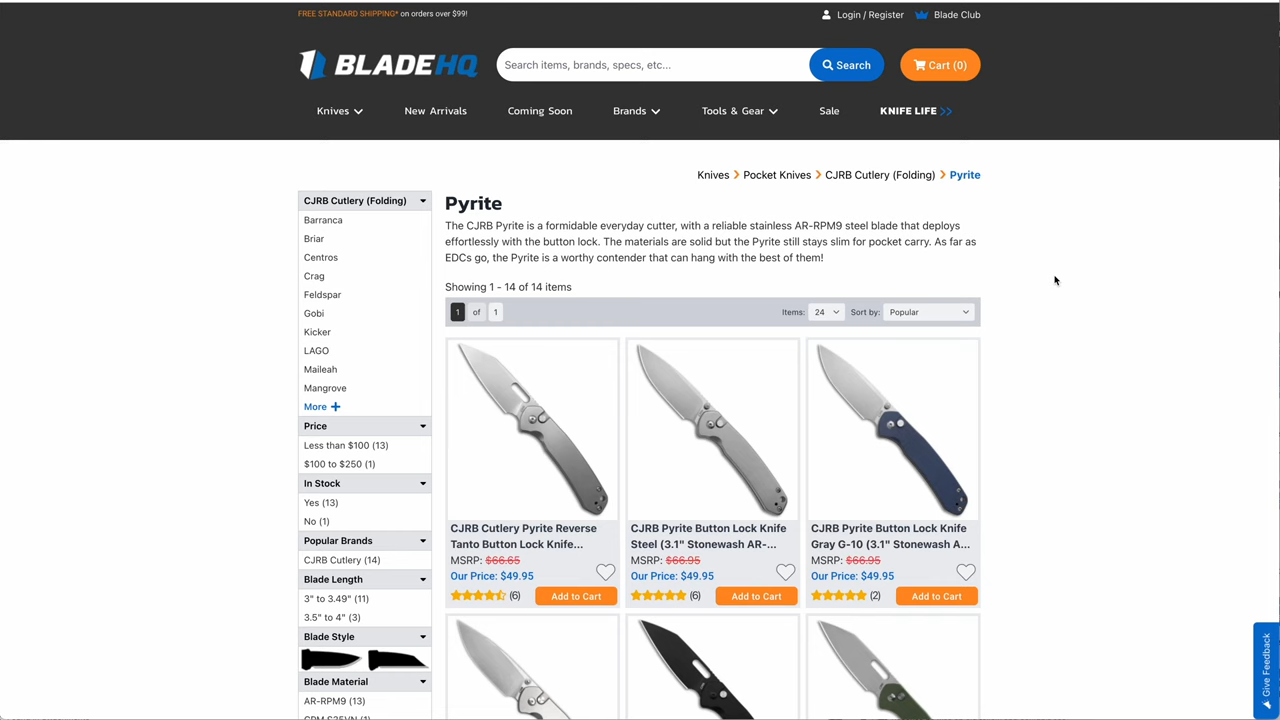 FREE STANDARD SHIPPING* on orders over $99!
Login / Register
Blade Club
BLADEHQ
Search items, brands, specs, etc...
Search
Cart (0)
Knives
New Arrivals
Coming Soon
Brands
Tools & Gear
Sale
KNIFE LIFE >>
Knives > Pocket Knives > CJRB Cutlery (Folding) > Pyrite
CJRB Cutlery (Folding)
Barranca
Briar
Centros
Crag
Feldspar
Gobi
Kicker
LAGO
Maileah
Mangrove
More +
Price
Less than $100 (13)
$100 to $250 (1)
In Stock
Yes (13)
No (1)
Popular Brands
CJRB Cutlery (14)
Blade Length
3" to 3.49" (11)
3.5" to 4" (3)
Blade Style
Blade Material
AR-RPM9 (13)
CPM S35VN (1)
Pyrite
The CJRB Pyrite is a formidable everyday cutter, with a reliable stainless AR-RPM9 steel blade that deploys
effortlessly with the button lock. The materials are solid but the Pyrite still stays slim for pocket carry. As far as
EDCs go, the Pyrite is a worthy contender that can hang with the best of them!
Showing 1 - 14 of 14 items
1 of 1
Items: 24
Sort by: Popular
CJRB Cutlery Pyrite Reverse
Tanto Button Lock Knife...
MSRP: $66.65
Our Price: $49.95
(6)
Add to Cart
CJRB Pyrite Button Lock Knife
Steel (3.1" Stonewash AR-...
MSRP: $66.95
Our Price: $49.95
(6)
Add to Cart
CJRB Pyrite Button Lock Knife
Gray G-10 (3.1" Stonewash A...
MSRP: $66.95
Our Price: $49.95
(2)
Add to Cart
Give Feedback